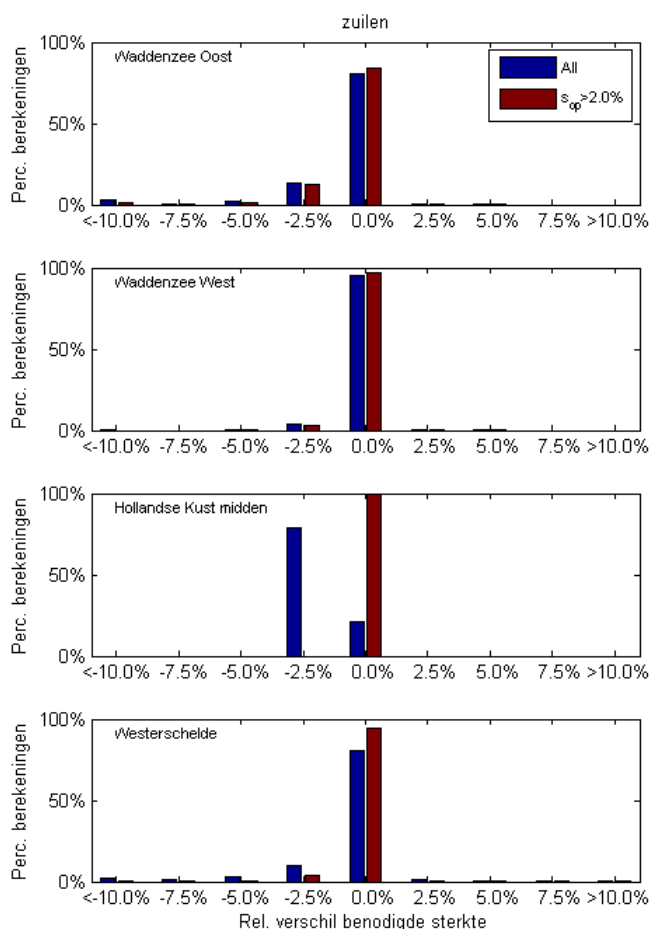 zuilen
100%
50%
0%
Perc. berekeningen
Waddenzee Oost
All
s_op>2.0%
<-10.0% -7.5% -5.0% -2.5% 0.0% 2.5% 5.0% 7.5% >10.0%
100%
50%
0%
Perc. berekeningen
Waddenzee West
<-10.0% -7.5% -5.0% -2.5% 0.0% 2.5% 5.0% 7.5% >10.0%
100%
50%
0%
Perc. berekeningen
Hollandse Kust midden
<-10.0% -7.5% -5.0% -2.5% 0.0% 2.5% 5.0% 7.5% >10.0%
100%
50%
0%
Perc. berekeningen
Westerschelde
<-10.0% -7.5% -5.0% -2.5% 0.0% 2.5% 5.0% 7.5% >10.0%
Rel. verschil benodigde sterkte